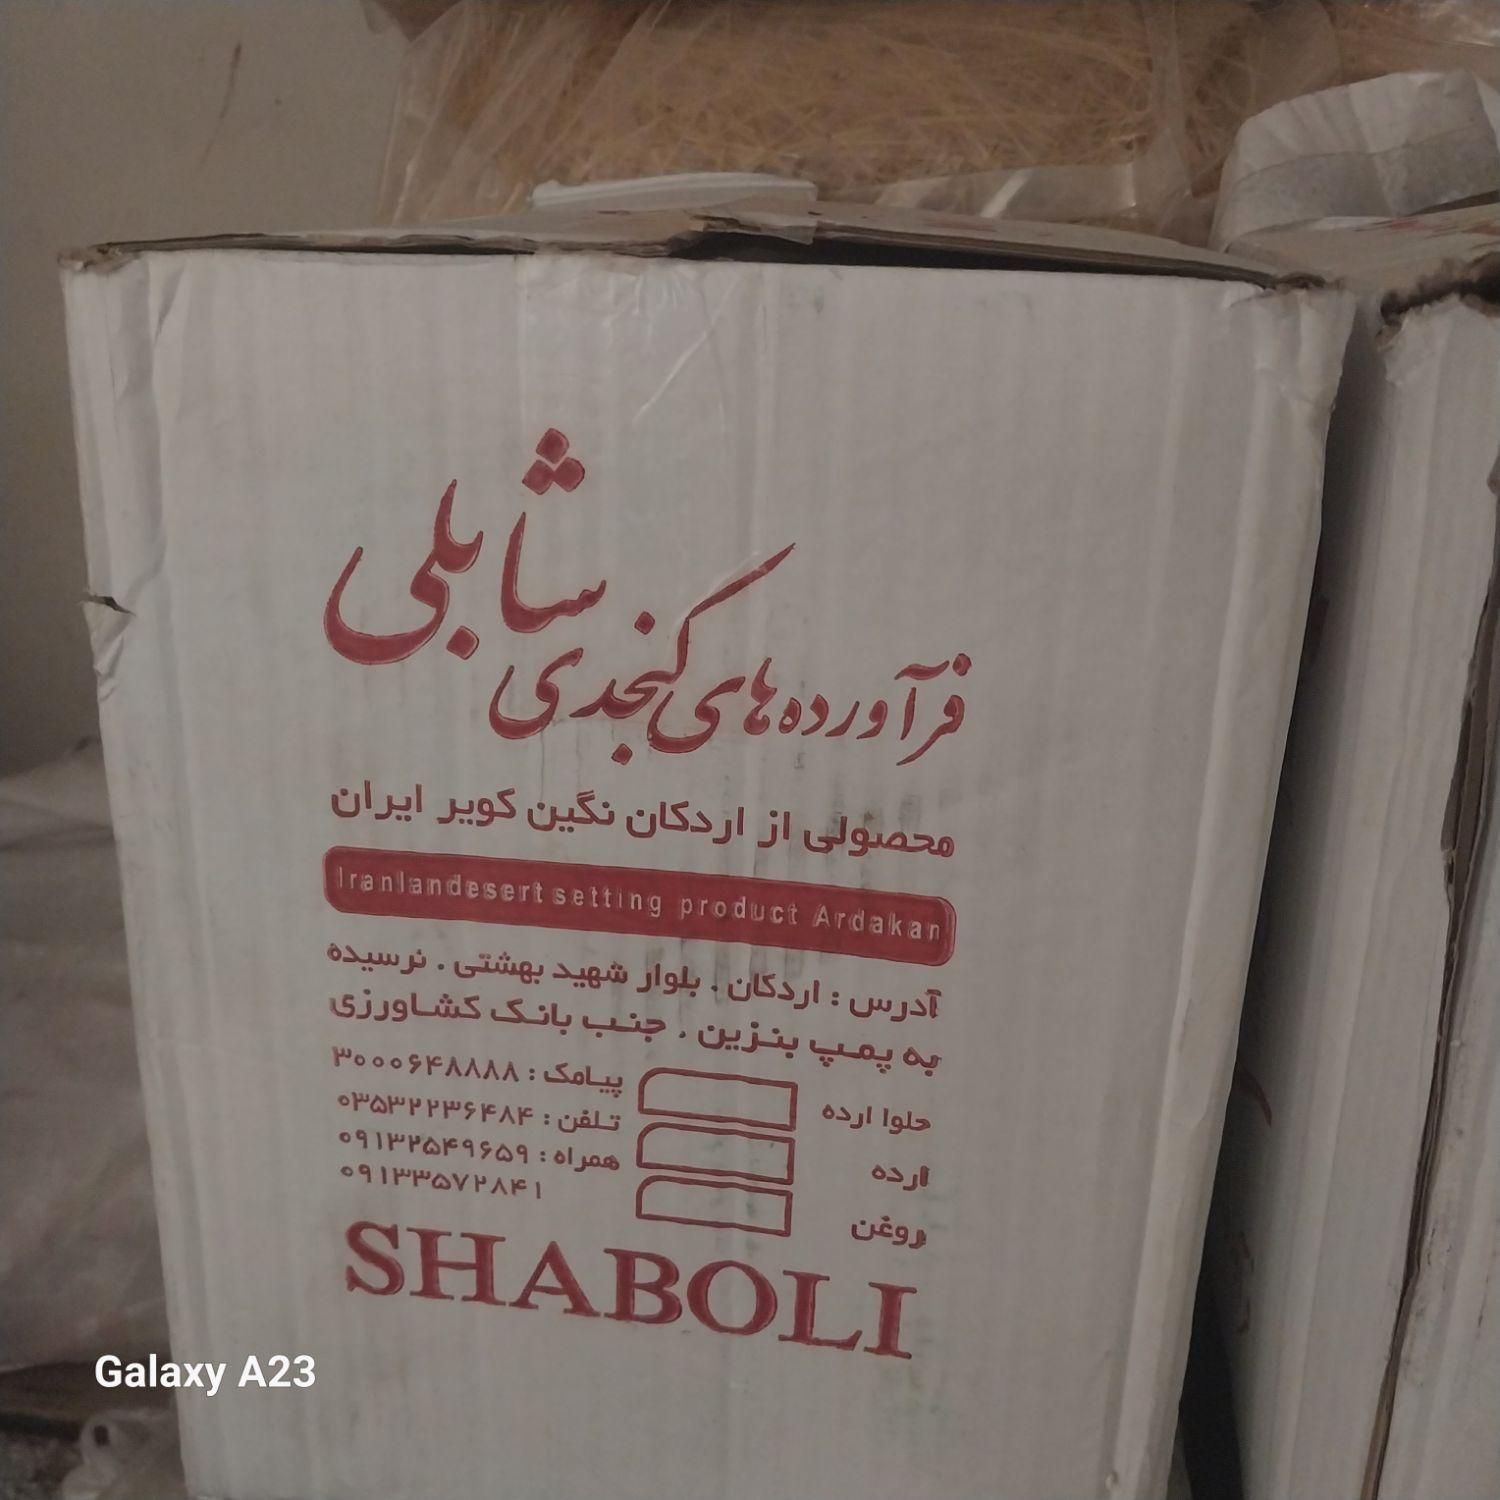 فرآورده‌های کنجدی شابلی
محصولی از اردکان نگین کویر ایران
Iranlandesert setting product Ardakan
آدرس : اردکان . بلوار شهید بهشتی . نرسیده
به پمپ بنزین . جنب بانک کشاورزی
پیامک : ۳۰۰۰۶۴۸۸۸۸
حلوا ارده
تلفن : ۰۳۵۳۲۲۳۶۴۸۴
همراه : ۰۹۱۳۲۵۴۹۶۵۹
ارده
۰۹۱۳۳۵۷۲۸۴۱
روغن
SHABOLI
Galaxy A23